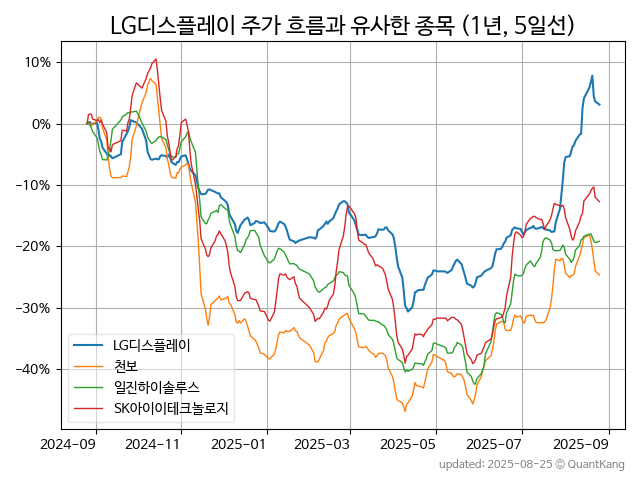 LG디스플레이 주가 흐름과 유사한 종목 (1년, 5일선)
10%
0%
−10%
−20%
−30%
−40%
LG디스플레이
천보
일진하이솔루스
SK아이이테크놀로지
2024-09 2024-11 2025-01 2025-03 2025-05 2025-07 2025-09
updated: 2025-08-25 © QuantKang